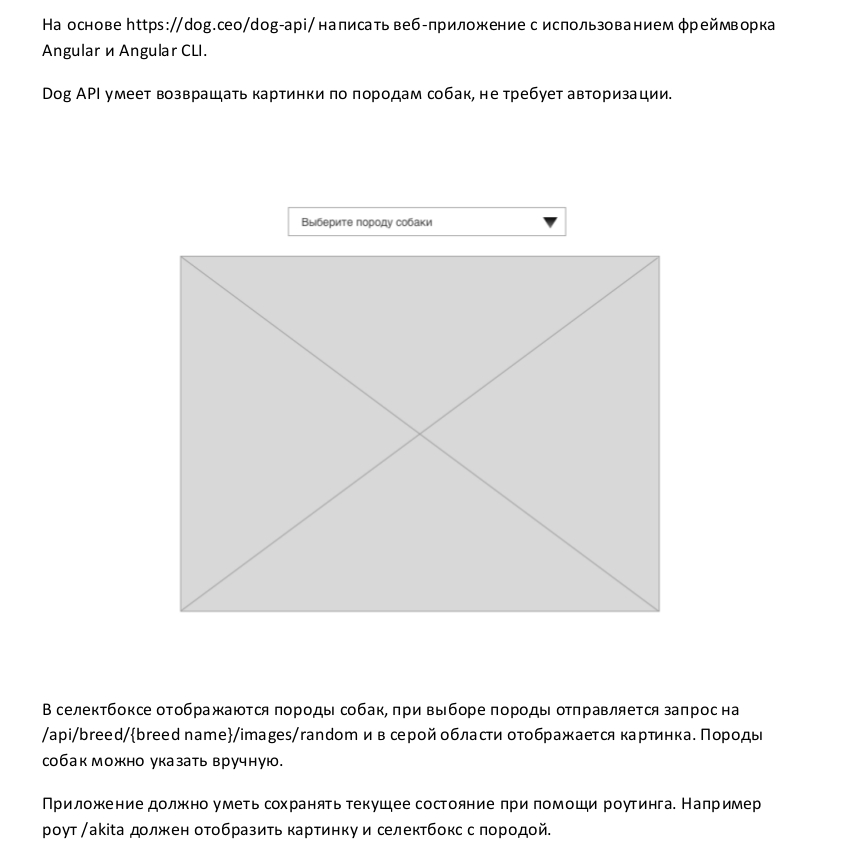 На основе https://dog.ceo/dog-api/ написать веб-приложение с использованием фреймворка
Angular и Angular CLI.
Dog API умеет возвращать картинки по породам собак, не требует авторизации.
Выберите породу собаки
В селектбоксе отображаются породы собак, при выборе породы отправляется запрос на
/api/breed/{breed name}/images/random и в серой области отображается картинка. Породы
собак можно указать вручную.
Приложение должно уметь сохранять текущее состояние при помощи роутинга. Например
роут /akita должен отобразить картинку и селектбокс с породой.